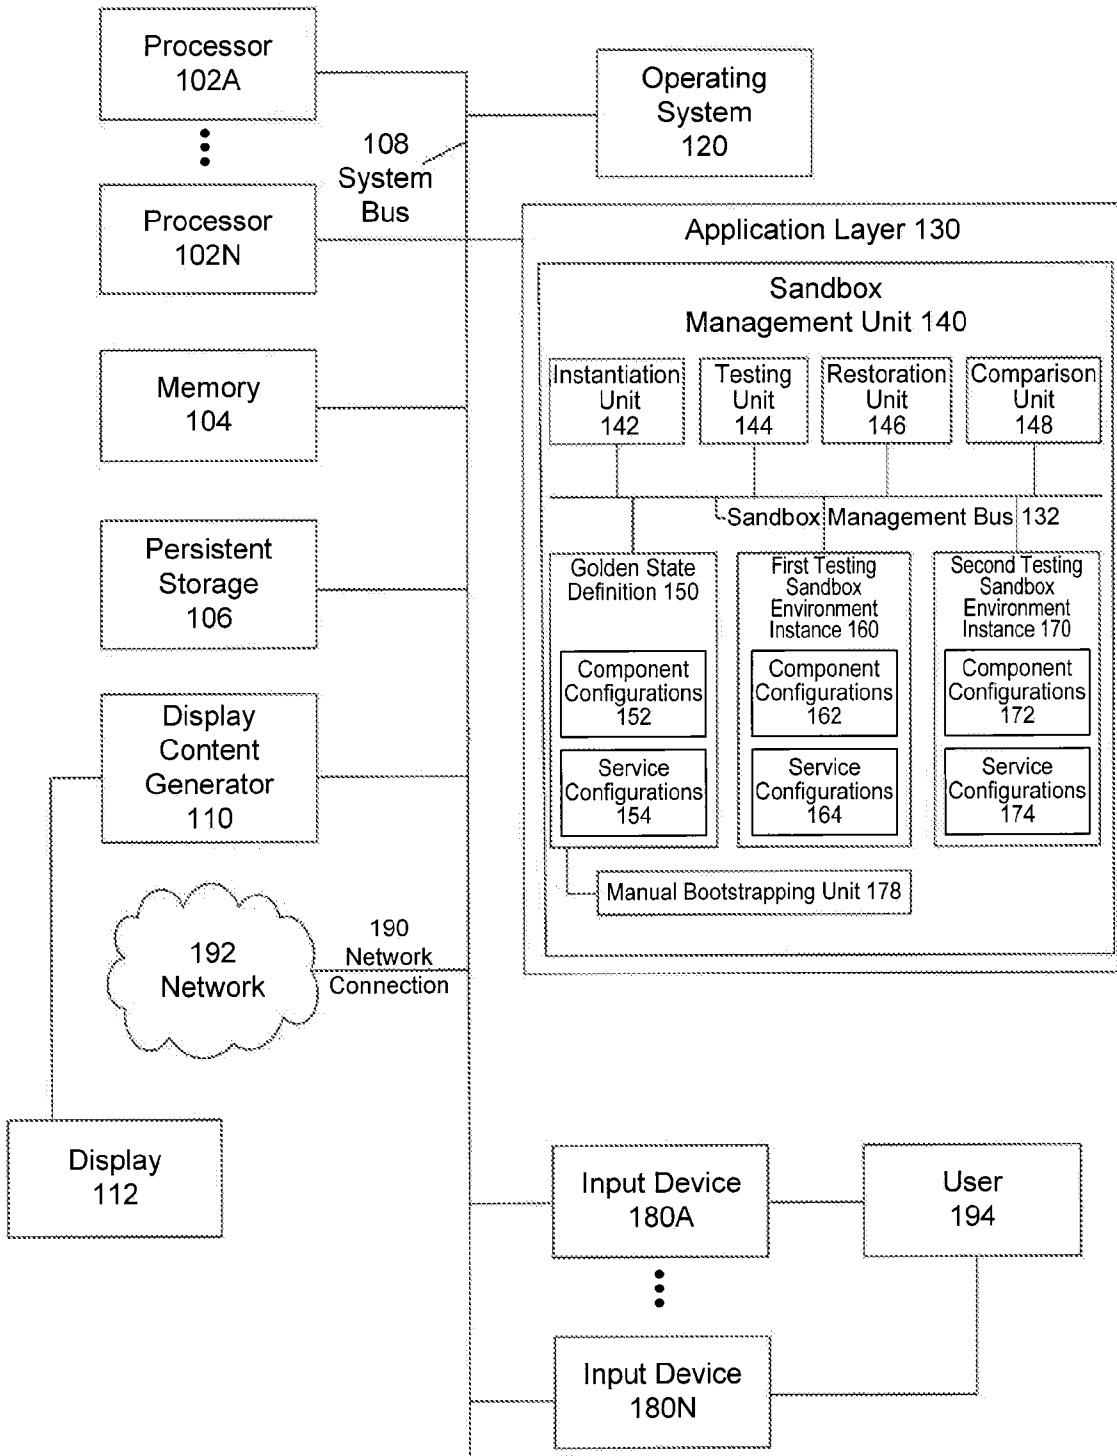 Processor
102A
Operating
System
120
108
System
Bus
Processor
102N
Application Layer 130
Sandbox
Management Unit 140
Instantiation
Unit
142
Testing
Unit
144
Restoration
Unit
146
Comparison
Unit
148
Memory
104
Sandbox Management Bus 132
Persistent
Storage
106
Golden State
Definition 150
First Testing
Sandbox
Environment
Instance 160
Second Testing
Sandbox
Environment
Instance 170
Component
Configurations
152
Component
Configurations
162
Component
Configurations
172
Service
Configurations
154
Service
Configurations
164
Service
Configurations
174
Display
Content
Generator
110
Manual Bootstrapping Unit 178
192
Network
190
Network
Connection
Display
112
Input Device
180A
User
194
Input Device
180N